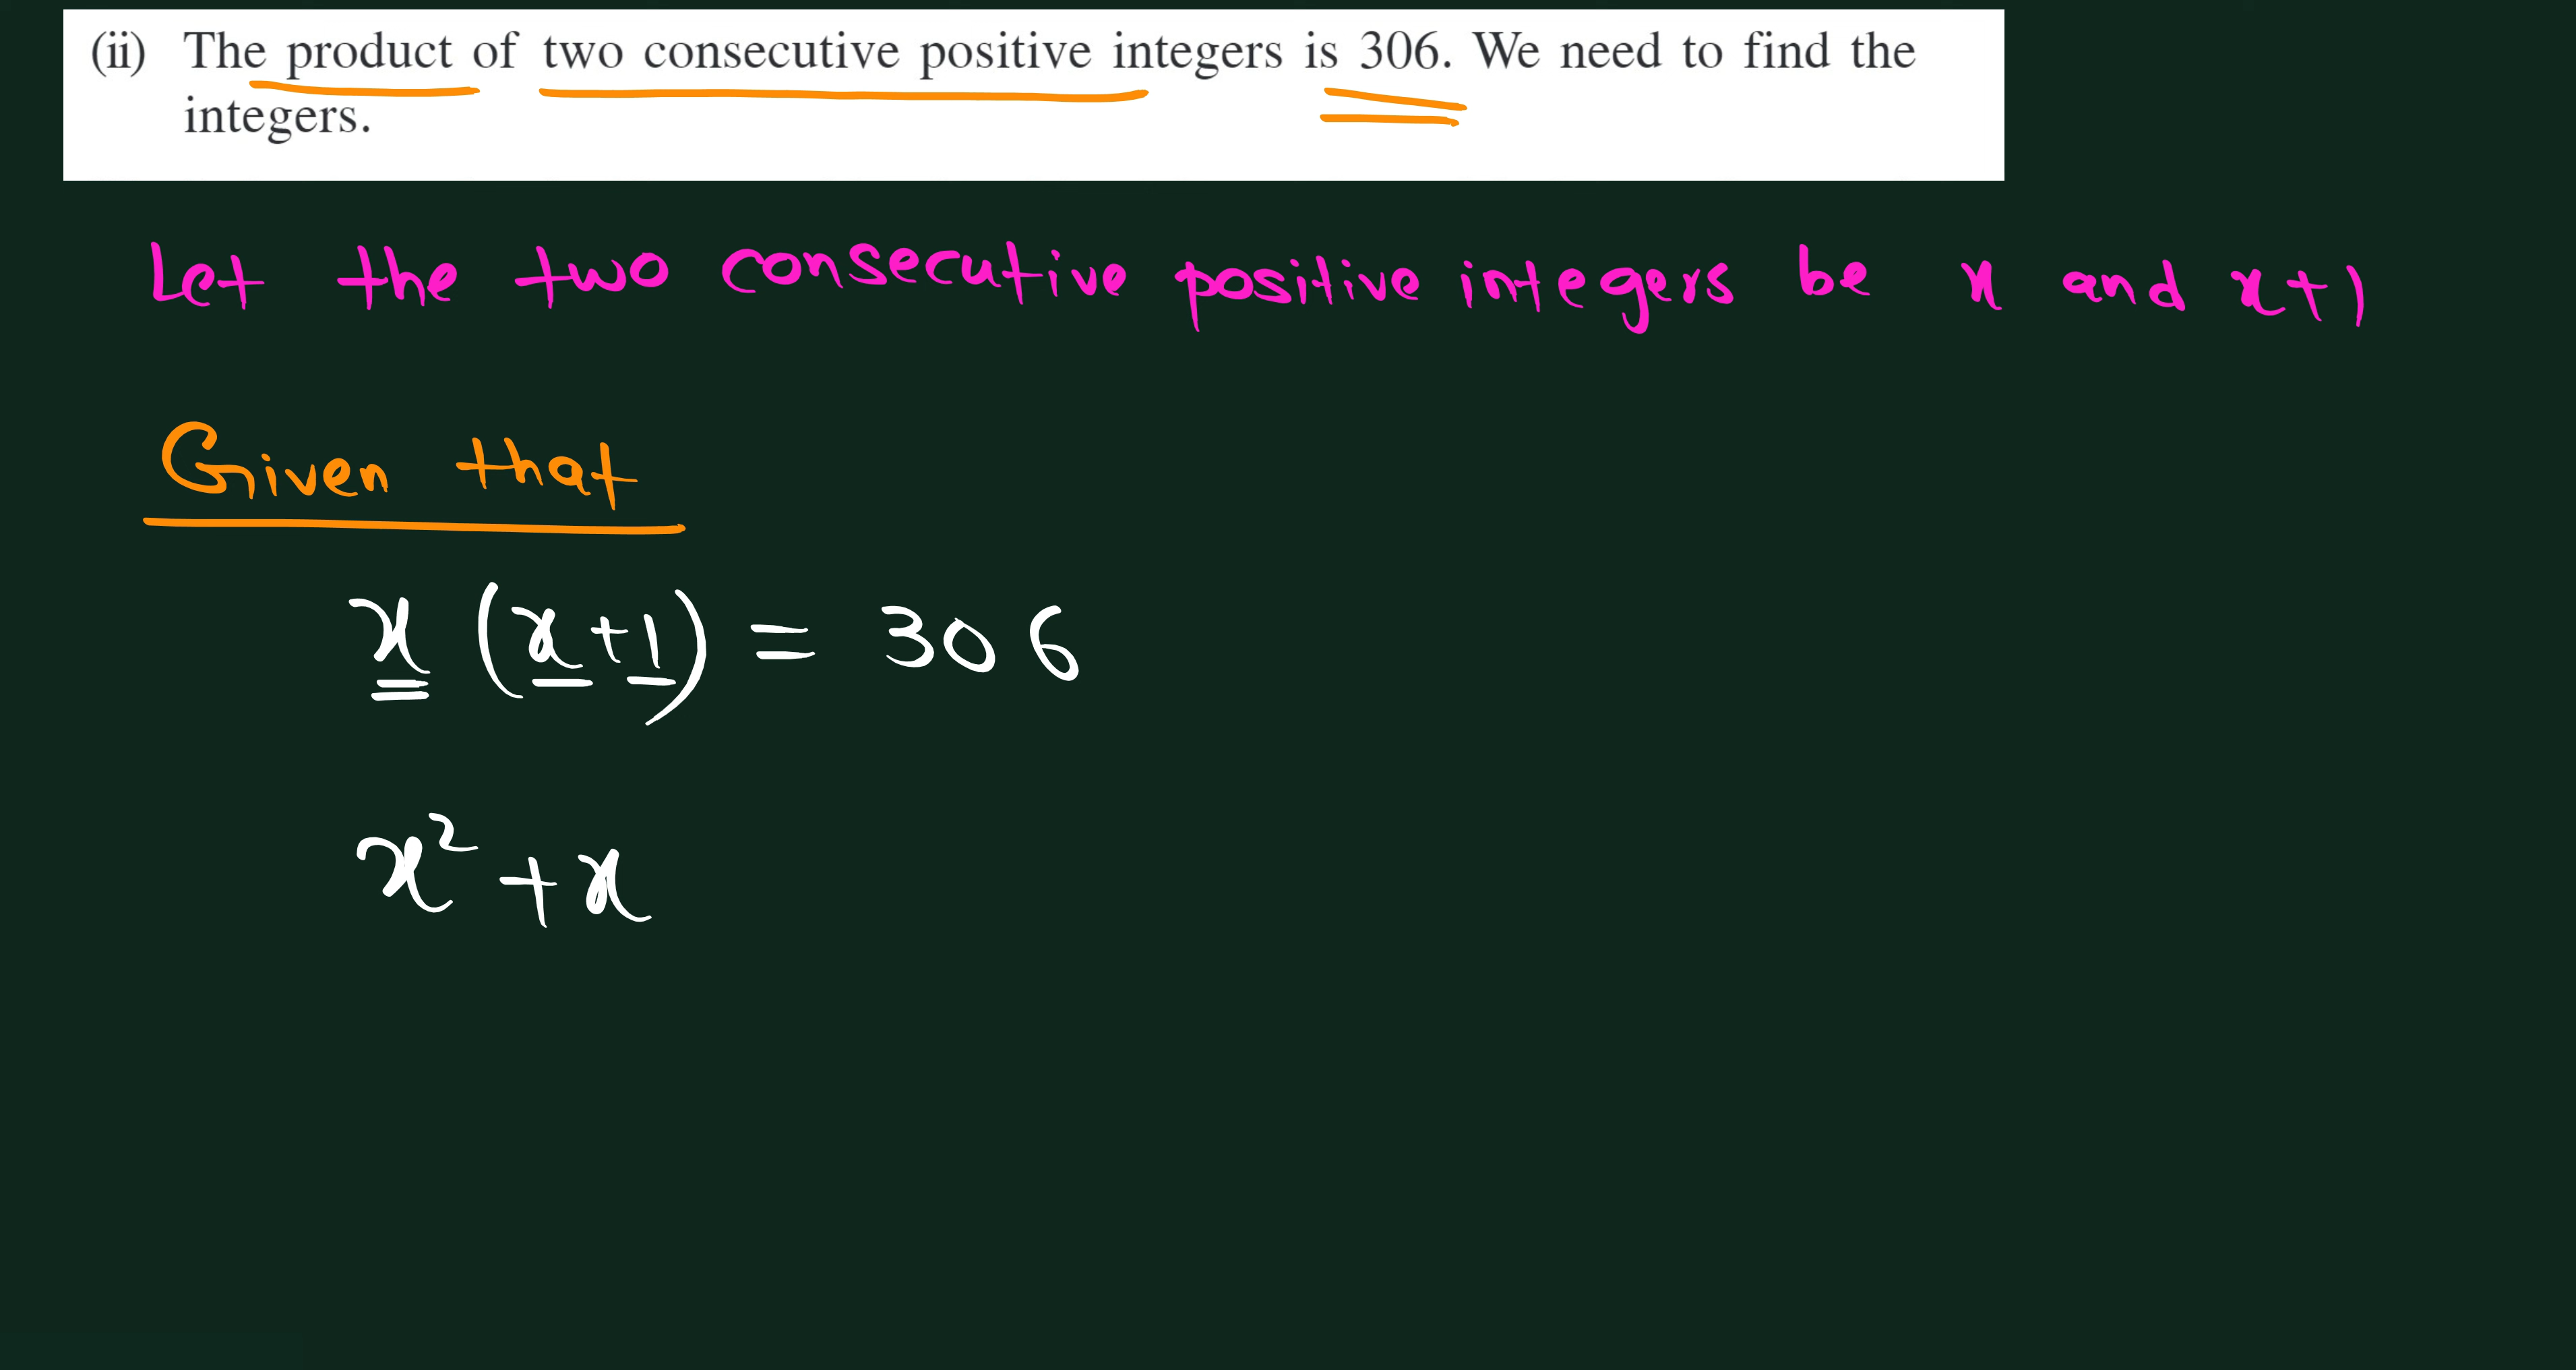 (ii) The product of two consecutive positive integers is 306. We need to find the
integers.
Let the two consecutive positive integers be x and x+1
Given that
x (x+1) = 306
x² + x